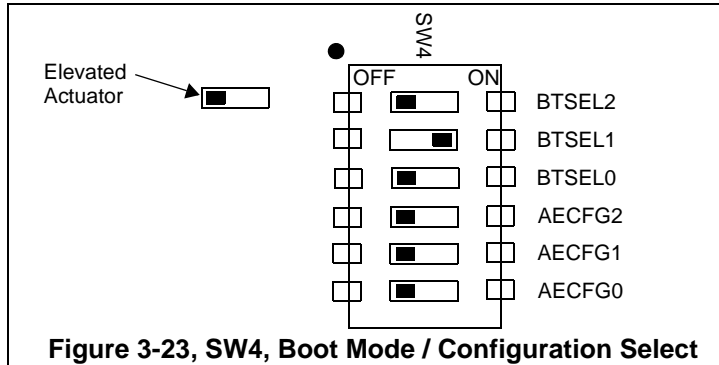 SW4
Elevated
Actuator
OFF ON
BTSEL2
BTSEL1
BTSEL0
AECFG2
AECFG1
AECFG0
Figure 3-23, SW4, Boot Mode / Configuration Select